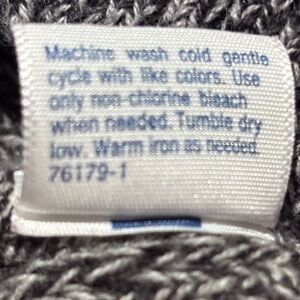 Machine wash cold gentle
cycle with like colors. Use
only non-chlorine bleach
when needed. Tumble dry
low. Warm iron as needed.
76179-1